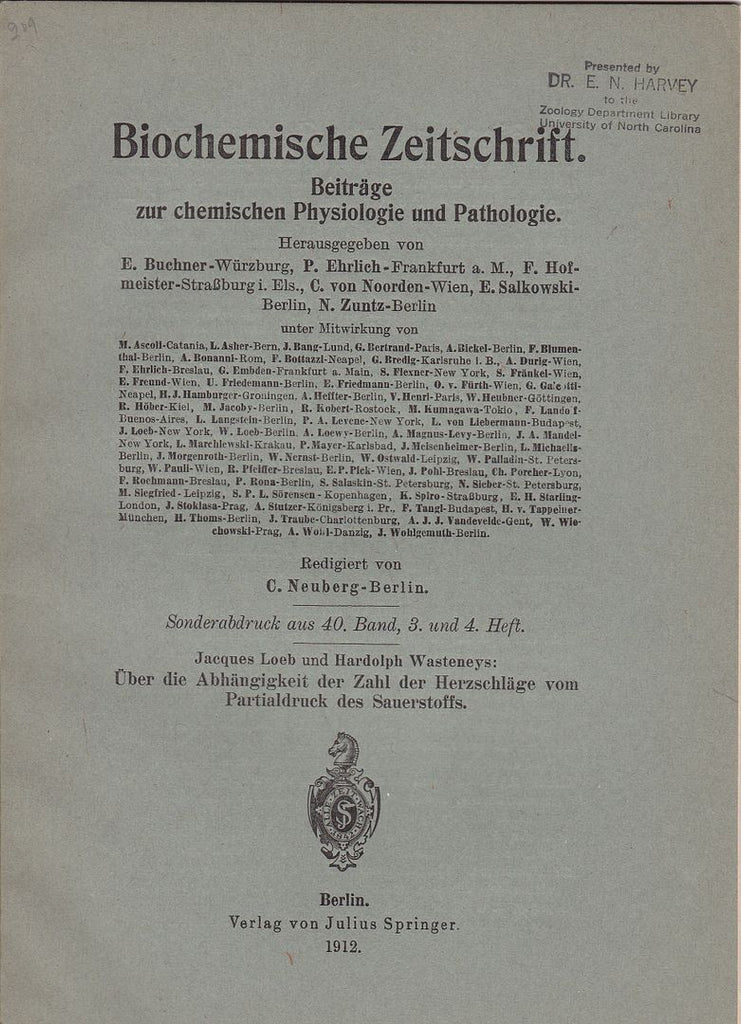 209
Presented by
DR. E. N. HARVEY
to the
Zoology Department Library
University of North Carolina
Biochemische Zeitschrift.
Beiträge
zur chemischen Physiologie und Pathologie.
Herausgegeben von
E. Buchner-Würzburg, P. Ehrlich-Frankfurt a. M., F. Hof-
meister-Straßburg i. Els., C. von Noorden-Wien, E. Salkowski-
Berlin, N. Zuntz-Berlin
unter Mitwirkung von
M. Ascoli-Catania, L. Asher-Bern, J. Bang-Lund, G. Bertrand-Paris, A. Bickel-Berlin, F. Blumen-
thal-Berlin, A. Bonanni-Rom, F. Bottazzi-Neapel, G. Bredig-Karlsruhe i. B., A. Durig-Wien,
F. Ehrlich-Breslau, G. Embden-Frankfurt a. Main, S. Flexner-New York, S. Fränkel-Wien,
E. Freund-Wien, U. Friedemann-Berlin, E. Friedmann-Berlin, O. v. Fürth-Wien, G. Galeotti-
Neapel, H. J. Hamburger-Groningen, A. Heffter-Berlin, V. Henri-Paris, W. Heubner-Göttingen,
R. Höber-Kiel, M. Jacoby-Berlin, R. Kobert-Rostock, M. Kumagawa-Tokio, F. Landolf-
Buenos-Aires, L. Langstein-Berlin, P. A. Levene-New York, L. von Liebermann-Budapest,
J. Loeb-New York, W. Loeb-Berlin, A. Loewy-Berlin, A. Magnus-Levy-Berlin, J. A. Mandel-
New York, L. Marchlewski-Krakau, P. Mayer-Karlsbad, J. Meisenheimer-Berlin, L. Michaelis-
Berlin, J. Morgenroth-Berlin, W. Nernst-Berlin, W. Ostwald-Leipzig, W. Palladin-St. Peters-
burg, W. Pauli-Wien, R. Pfeiffer-Breslau, E. P. Pick-Wien, J. Pohl-Breslau, Ch. Porcher-Lyon,
F. Roehmann-Breslau, P. Rona-Berlin, S. Salaskin-St. Petersburg, N. Sieber-St. Petersburg,
M. Siegfried-Leipzig, S. P. L. Sörensen-Kopenhagen, K. Spiro-Straßburg, E. H. Starling-
London, J. Stoklasa-Prag, A. Stutzer-Königsberg i. Pr., F. Tangl-Budapest, H. v. Tappeiner-
München, H. Thoms-Berlin, J. Traube-Charlottenburg, A. J. J. Vandevelde-Gent, W. Wie-
chowski-Prag, A. Wohl-Danzig, J. Wohlgemuth-Berlin.
Redigiert von
C. Neuberg-Berlin.
Sonderabdruck aus 40. Band, 3. und 4. Heft.
Jacques Loeb und Hardolph Wasteneys:
Über die Abhängigkeit der Zahl der Herzschläge vom
Partialdruck des Sauerstoffs.
ALLE·ZEIT·WACH
1842
Berlin.
Verlag von Julius Springer.
1912.